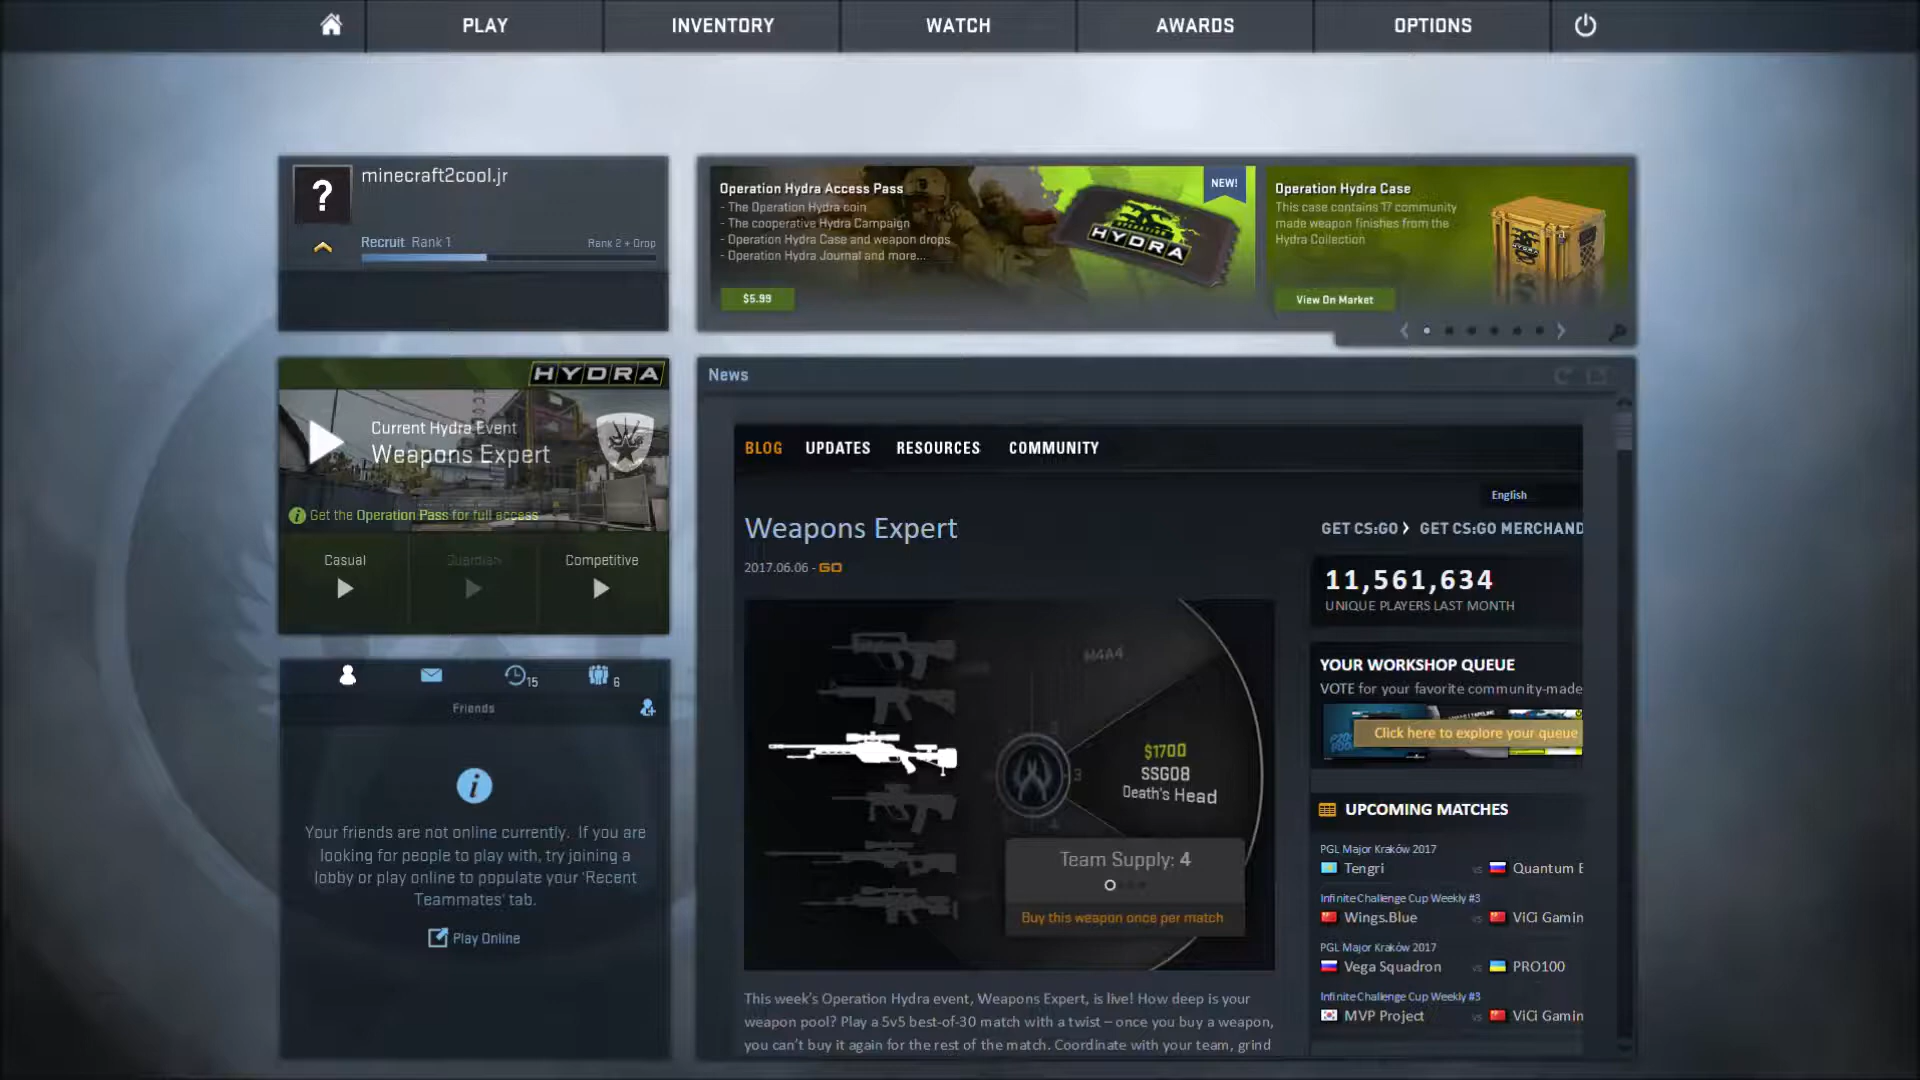 PLAY
INVENTORY
WATCH
AWARDS
OPTIONS
?
minecraft2cool.jr
Recruit Rank 1
Rank 2 + Drop
Operation Hydra Access Pass
- The Operation Hydra coin
- The cooperative Hydra Campaign
- Operation Hydra Case and weapon drops
- Operation Hydra Journal and more...
$5.99
NEW!
OPERATION
HYDRA
Operation Hydra Case
This case contains 17 community
made weapon finishes from the
Hydra Collection
View On Market
HYDRA
Current Hydra Event
Weapons Expert
Get the Operation Pass for full access
Casual
Guardian
Competitive
15
6
Friends
Your friends are not online currently. If you are
looking for people to play with, try joining a
lobby or play online to populate your 'Recent
Teammates' tab.
Play Online
News
BLOG
UPDATES
RESOURCES
COMMUNITY
English
Weapons Expert
2017.06.06 - GO
M4A4
3
4
$1700
SSG08
Death's Head
Team Supply: 4
Buy this weapon once per match
This week's Operation Hydra event, Weapons Expert, is live! How deep is your
weapon pool? Play a 5v5 best-of-30 match with a twist – once you buy a weapon,
you can't buy it again for the rest of the match. Coordinate with your team, grind
GET CS:GO
GET CS:GO MERCHAND
11,561,634
UNIQUE PLAYERS LAST MONTH
YOUR WORKSHOP QUEUE
VOTE for your favorite community-made
Click here to explore your queue
UPCOMING MATCHES
PGL Major Kraków 2017
Tengri vs Quantum B
Infinite Challenge Cup Weekly #3
Wings.Blue vs ViCi Gamin
PGL Major Kraków 2017
Vega Squadron vs PRO100
Infinite Challenge Cup Weekly #3
MVP Project vs ViCi Gamin